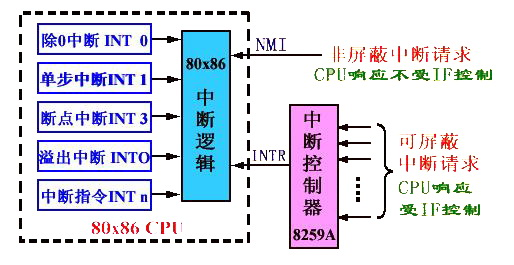 除0中断 INT 0
单步中断INT 1
断点中断INT 3
溢出中断 INTO
中断指令INT n
80x86
中断逻辑
80x86 CPU
NMI
非屏蔽中断请求
CPU响应不受IF控制
INTR
中断控制器
8259A
可屏蔽
中断请求
CPU响应
受IF控制